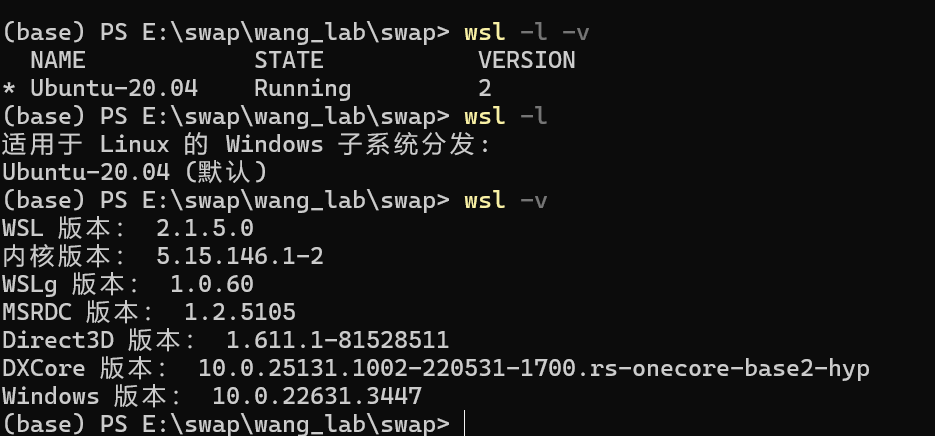 (base) PS E:\swap\wang_lab\swap> wsl -l -v
  NAME            STATE           VERSION
* Ubuntu-20.04    Running         2
(base) PS E:\swap\wang_lab\swap> wsl -l
适用于 Linux 的 Windows 子系统分发:
Ubuntu-20.04 (默认)
(base) PS E:\swap\wang_lab\swap> wsl -v
WSL 版本： 2.1.5.0
内核版本： 5.15.146.1-2
WSLg 版本： 1.0.60
MSRDC 版本： 1.2.5105
Direct3D 版本： 1.611.1-81528511
DXCore 版本： 10.0.25131.1002-220531-1700.rs-onecore-base2-hyp
Windows 版本： 10.0.22631.3447
(base) PS E:\swap\wang_lab\swap>